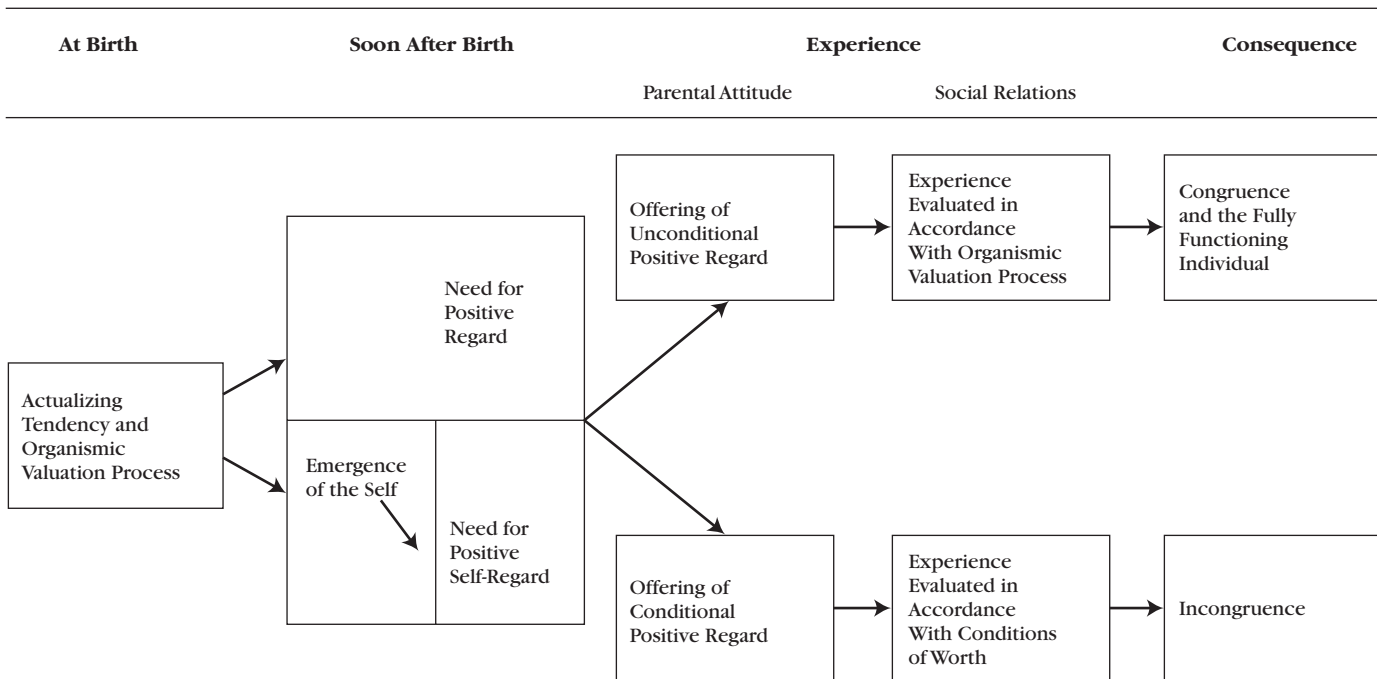 At Birth
Soon After Birth
Experience
Consequence
Parental Attitude
Social Relations
Actualizing
Tendency and
Organismic
Valuation Process
Need for
Positive
Regard
Emergence
of the Self
Need for
Positive
Self-Regard
Offering of
Unconditional
Positive Regard
Experience
Evaluated in
Accordance
With Organismic
Valuation Process
Congruence
and the Fully
Functioning
Individual
Offering of
Conditional
Positive Regard
Experience
Evaluated in
Accordance
With Conditions
of Worth
Incongruence